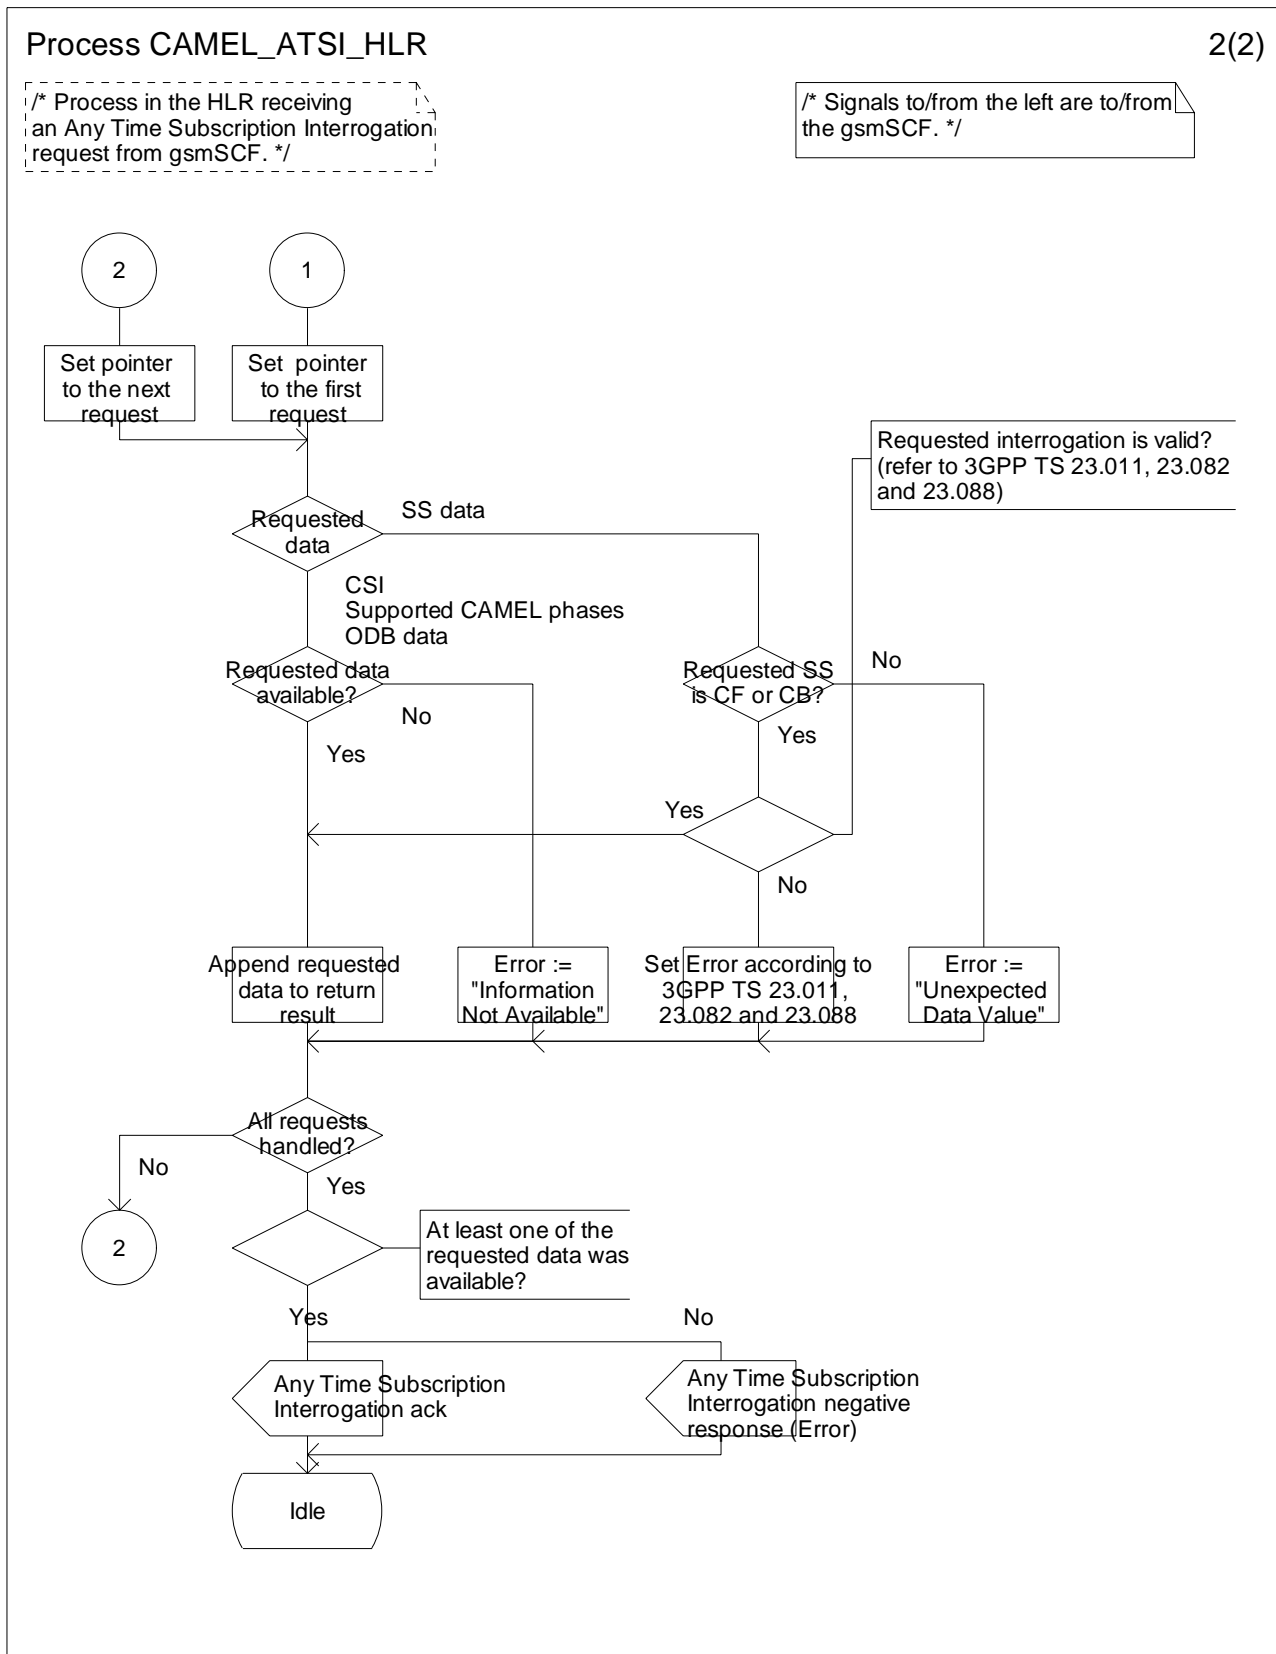 Process CAMEL_ATSI_HLR
2(2)
/* Process in the HLR receiving
an Any Time Subscription Interrogation
request from gsmSCF. */
/* Signals to/from the left are to/from
the gsmSCF. */
2
1
Set pointer
to the next
request
Set pointer
to the first
request
Requested interrogation is valid?
(refer to 3GPP TS 23.011, 23.082
and 23.088)
Requested
data
SS data
CSI
Supported CAMEL phases
ODB data
Requested data
available?
No
Yes
Requested SS
is CF or CB?
No
Yes
Yes
No
Append requested
data to return
result
Error :=
"Information
Not Available"
Set Error according to
3GPP TS 23.011,
23.082 and 23.088
Error :=
"Unexpected
Data Value"
All requests
handled?
No
Yes
2
At least one of the
requested data was
available?
Yes
No
Any Time Subscription
Interrogation ack
Any Time Subscription
Interrogation negative
response (Error)
Idle